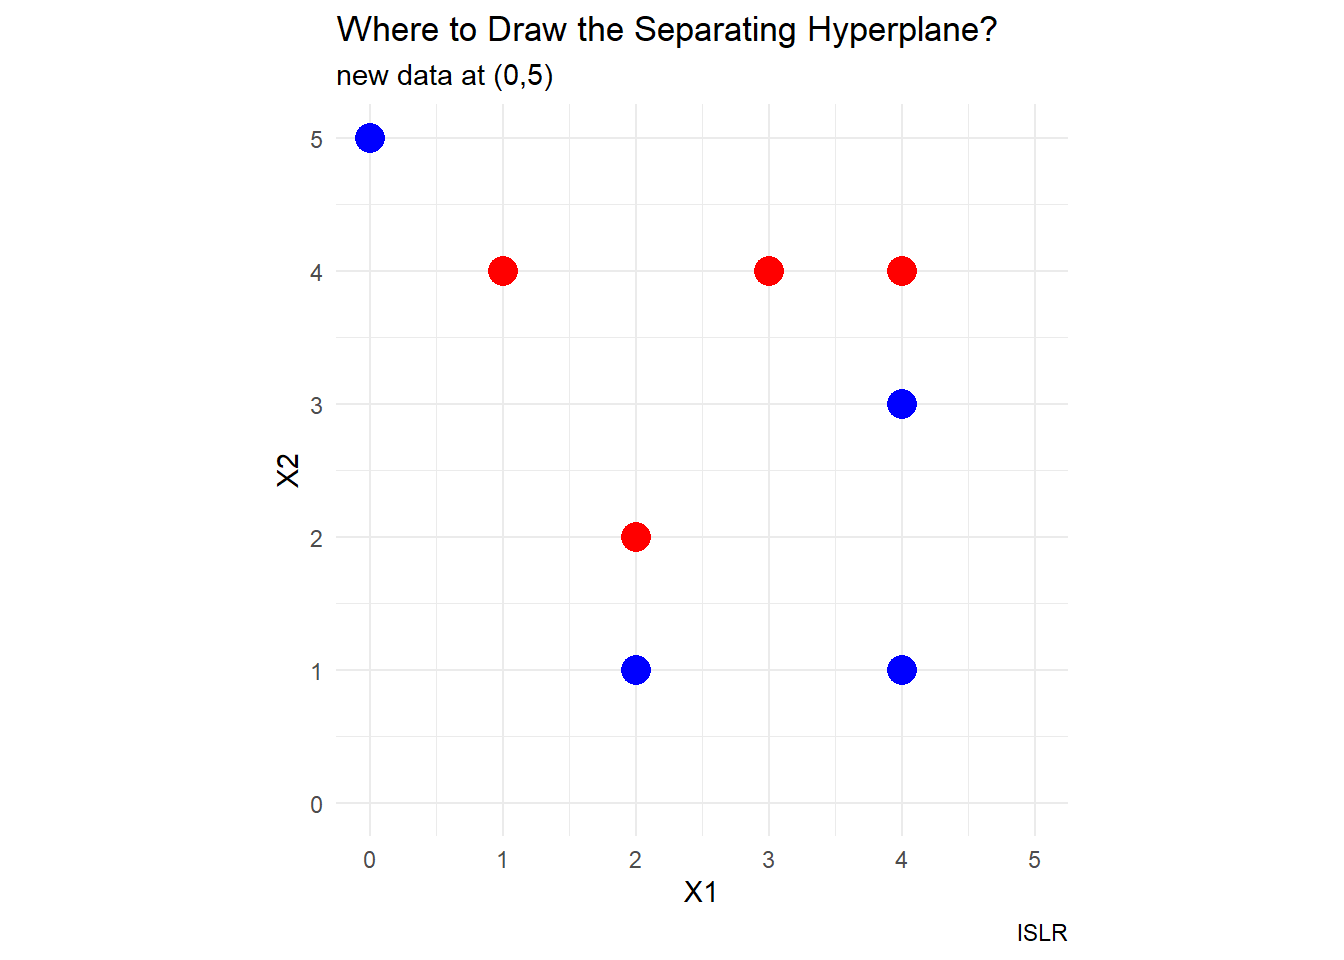 Where to Draw the Separating Hyperplane?
new data at (0,5)
5
4
3
2
1
0
X2
0 1 2 3 4 5
X1
ISLR